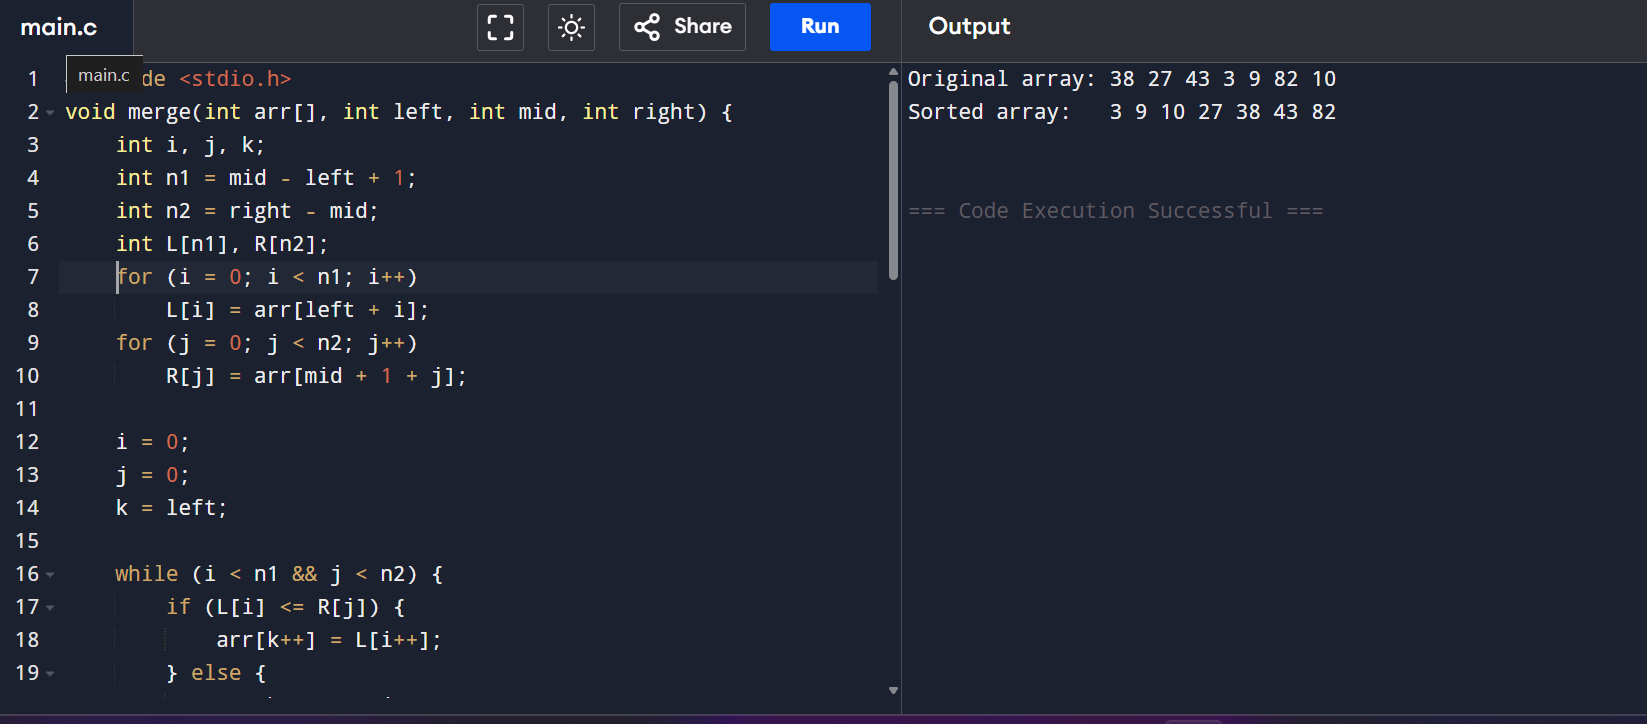 main.c
Share
Run
Output
main.c
1 de <stdio.h>
2 void merge(int arr[], int left, int mid, int right) {
3 int i, j, k;
4 int n1 = mid - left + 1;
5 int n2 = right - mid;
6 int L[n1], R[n2];
7 for (i = 0; i < n1; i++)
8 L[i] = arr[left + i];
9 for (j = 0; j < n2; j++)
10 R[j] = arr[mid + 1 + j];
11
12 i = 0;
13 j = 0;
14 k = left;
15
16 while (i < n1 && j < n2) {
17 if (L[i] <= R[j]) {
18 arr[k++] = L[i++];
19 } else {
Original array: 38 27 43 3 9 82 10
Sorted array: 3 9 10 27 38 43 82
=== Code Execution Successful ===